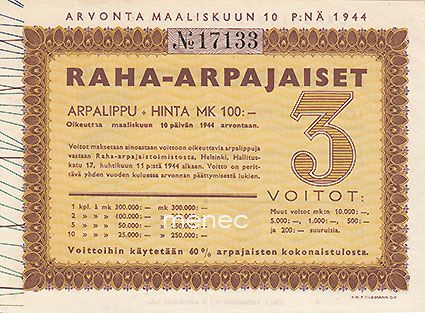 ARVONTA MAALISKUUN 10 P:NÄ 1944
№ 17133
RAHA-ARPAJAISET
ARPALIPPU • HINTA MK 100:—
Oikeuttaa maaliskuun 10 päivän 1944 arvontaan.
Voitot maksetaan ainoastaan voittoon oikeuttavia arpalippuja
vastaan Raha-arpajaistoimistosta, Helsinki, Hallitus-
katu 17, huhtikuun 11 p:stä 1944 alkaen. Voitto on perit-
tävä yhden vuoden kuluessa arvonnan päättymisestä lukien.
3
VOITOT:
1 kpl. à mk 300.000:— mk 300.000:—
2 » » » 100.000:— » 200.000:—
5 » » » 50.000:— » 250.000:—
10 » » » 25.000:— » 250.000:—
Muut voitot mk:n 10.000:—,
5.000:—, 1.000:—, 500:—
ja 200:— suuruisia.
monec
Voittoihin käytetään 60 % arpajaisten kokonaistulosta.